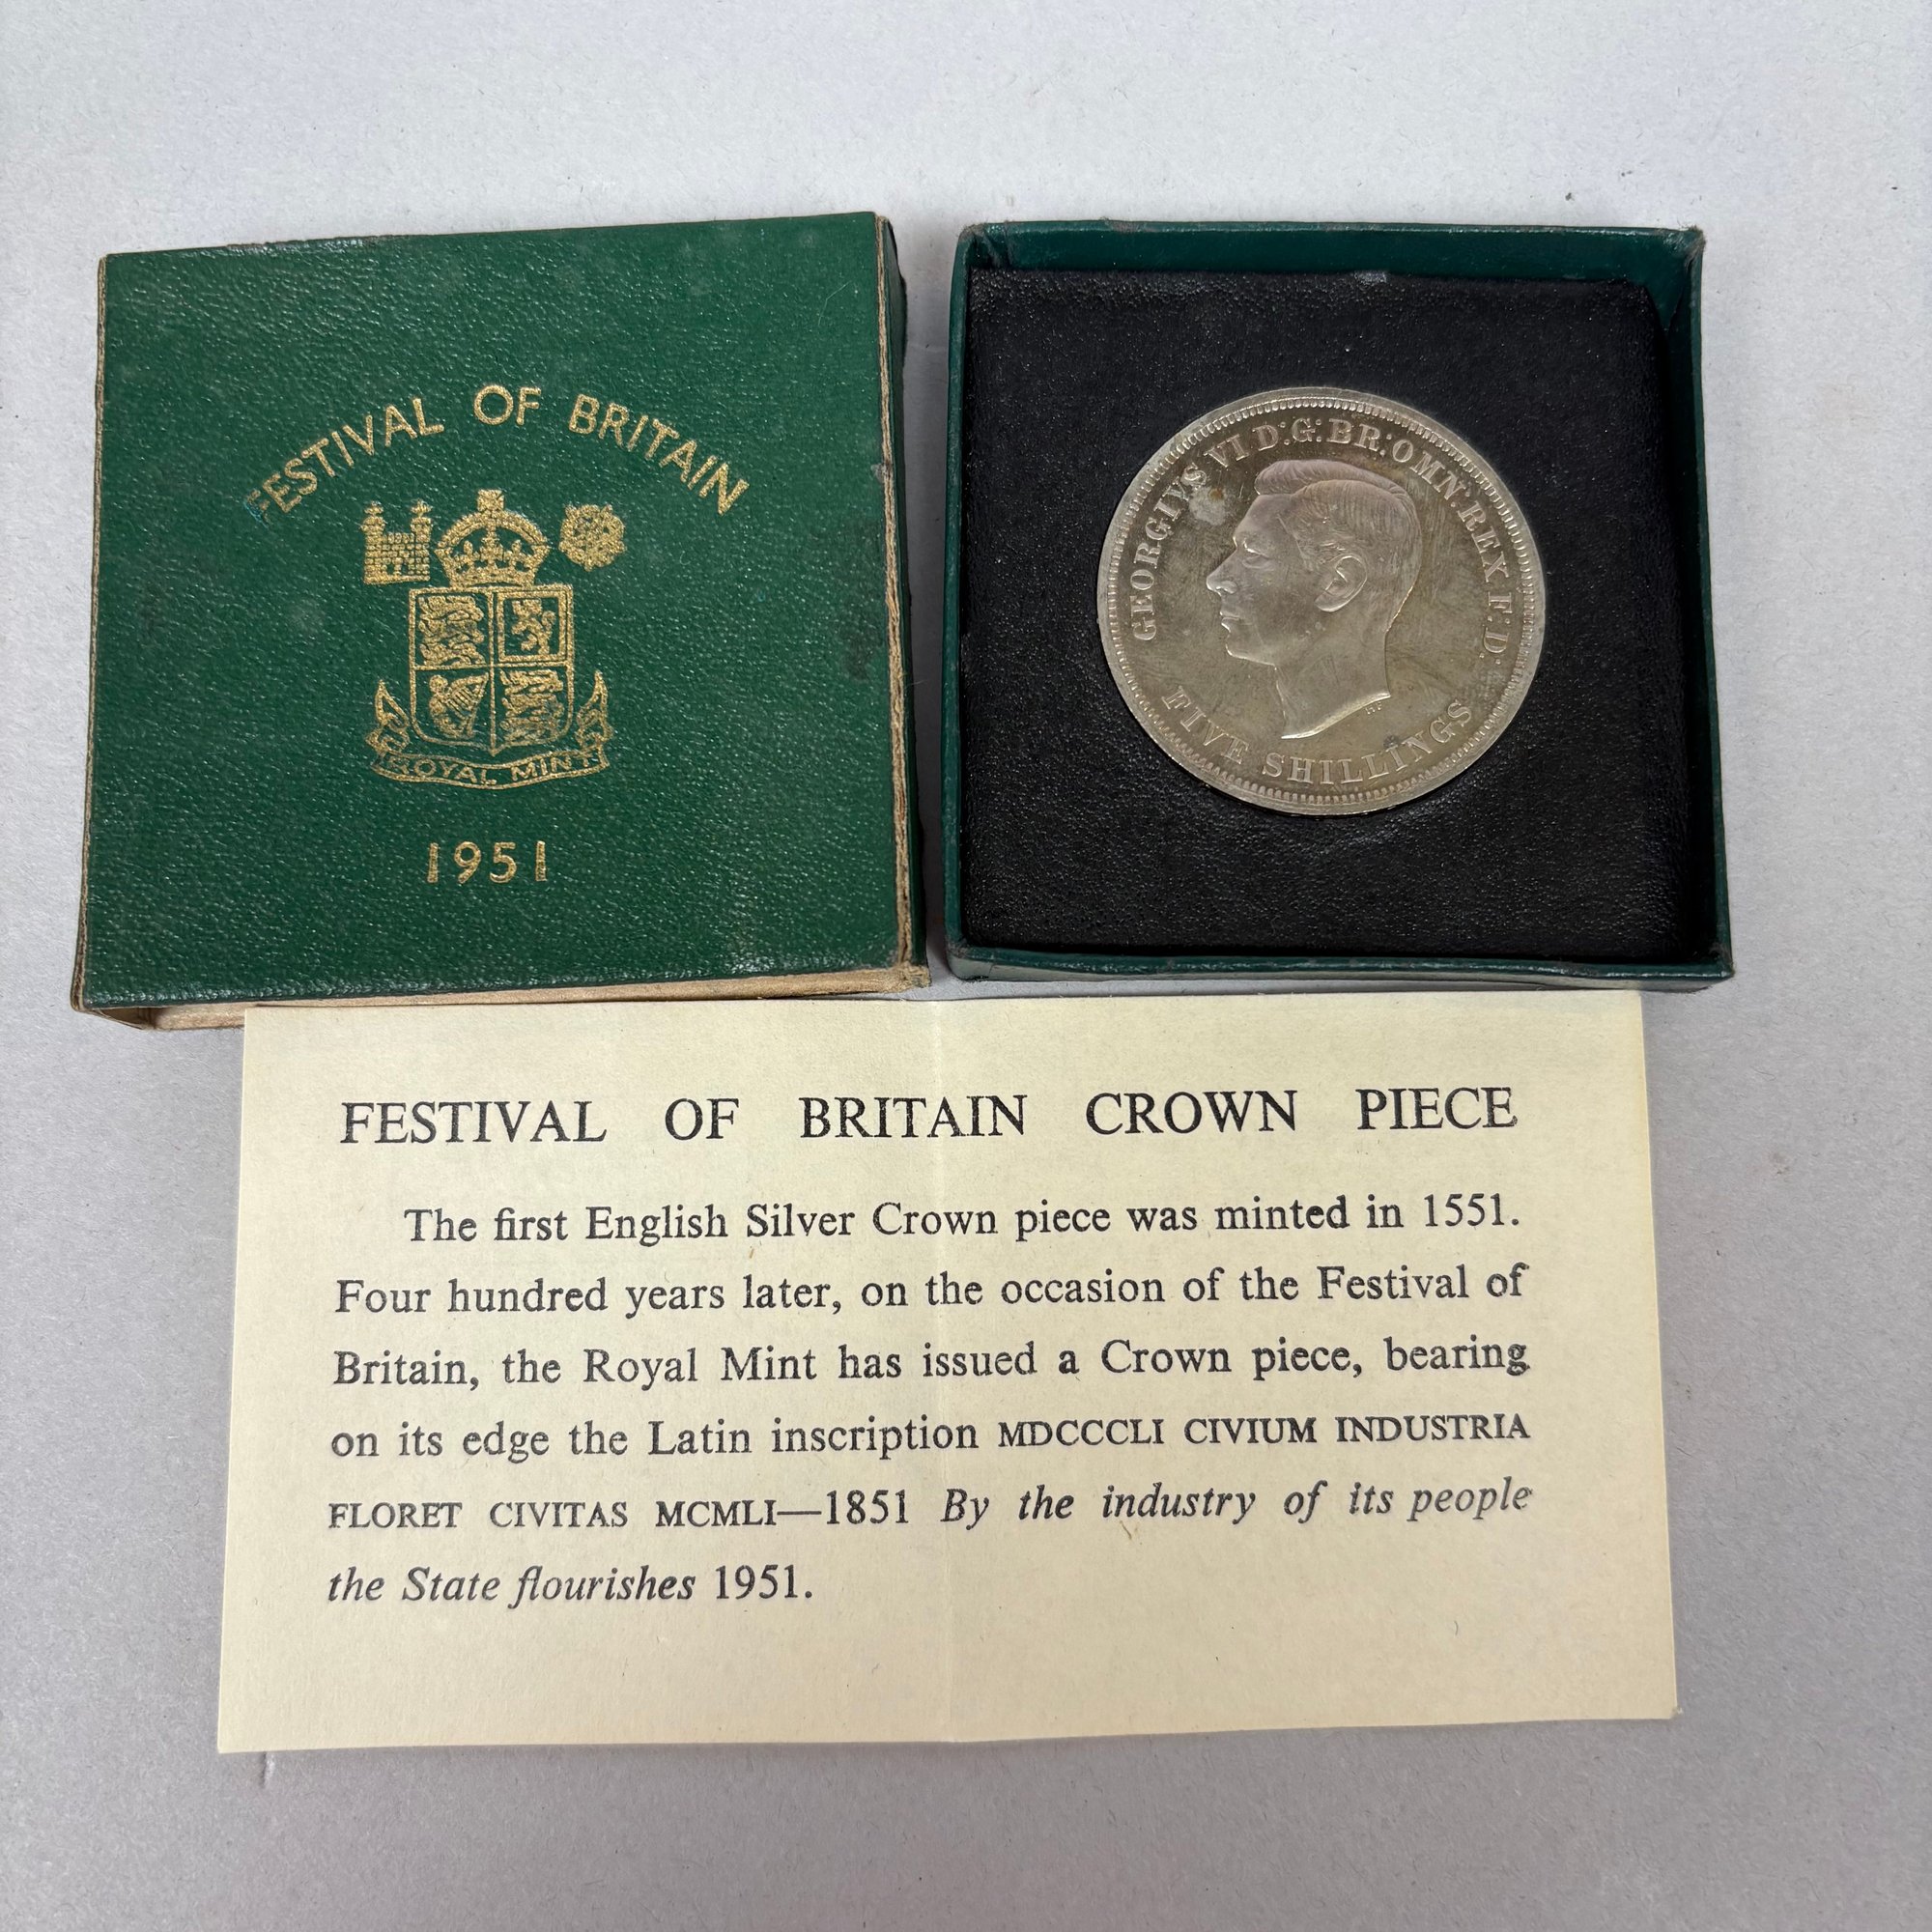 FESTIVAL OF BRITAIN
ROYAL MINT
1951
GEORGIVS VI D:G:BR:OMN:REX F:D:
FIVE SHILLINGS
FESTIVAL OF BRITAIN CROWN PIECE
The first English Silver Crown piece was minted in 1551.
Four hundred years later, on the occasion of the Festival of
Britain, the Royal Mint has issued a Crown piece, bearing
on its edge the Latin inscription MDCCCLI CIVIUM INDUSTRIA
FLORET CIVITAS MCMLI—1851 By the industry of its people
the State flourishes 1951.